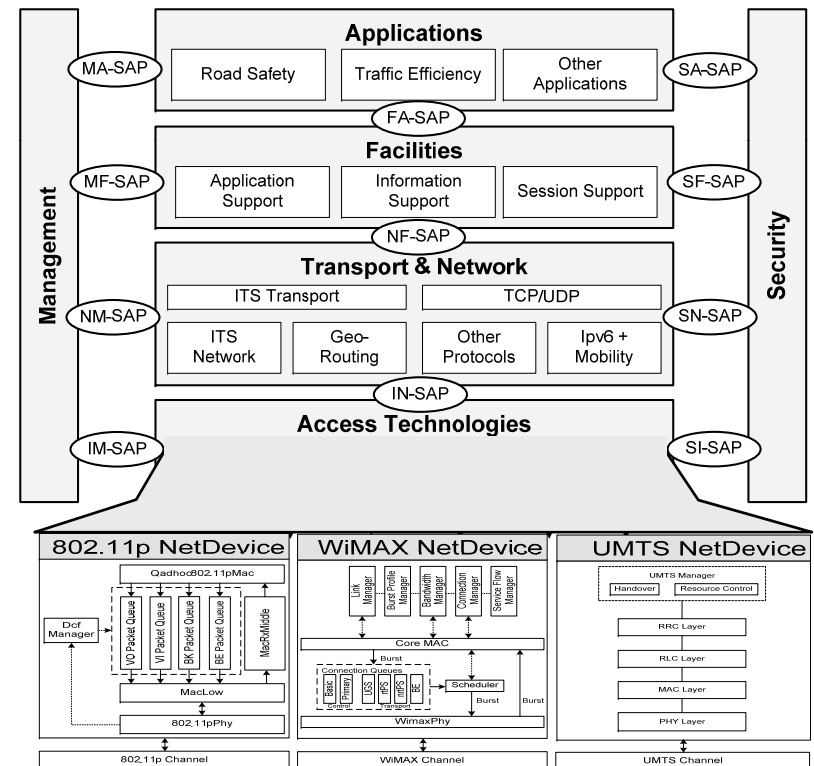 Applications
MA-SAP
Road Safety
Traffic Efficiency
Other
Applications
SA-SAP
FA-SAP
Facilities
MF-SAP
Application
Support
Information
Support
Session Support
SF-SAP
NF-SAP
Management
Security
Transport & Network
ITS Transport
TCP/UDP
NM-SAP
ITS
Network
Geo-
Routing
Other
Protocols
Ipv6 +
Mobility
SN-SAP
IN-SAP
Access Technologies
IM-SAP
SI-SAP
802.11p NetDevice
Qadhoc802.11pMac
Dcf
Manager
VO Packet Queue
VI Packet Queue
BK Packet Queue
BE Packet Queue
MacRxMiddle
MacLow
802.11pPhy
802.11p Channel
WiMAX NetDevice
Link
Manager
Burst Profile
Manager
Bandwidth
Manager
Connection
Manager
Service Flow
Manager
Core MAC
Burst
Connection Queues
Basic
Primary
UGS
rtPS
nrtPS
BE
Control
Transport
Scheduler
Burst
Burst
WimaxPhy
WiMAX Channel
UMTS NetDevice
UMTS Manager
Handover
Resource Control
RRC Layer
RLC Layer
MAC Layer
PHY Layer
UMTS Channel